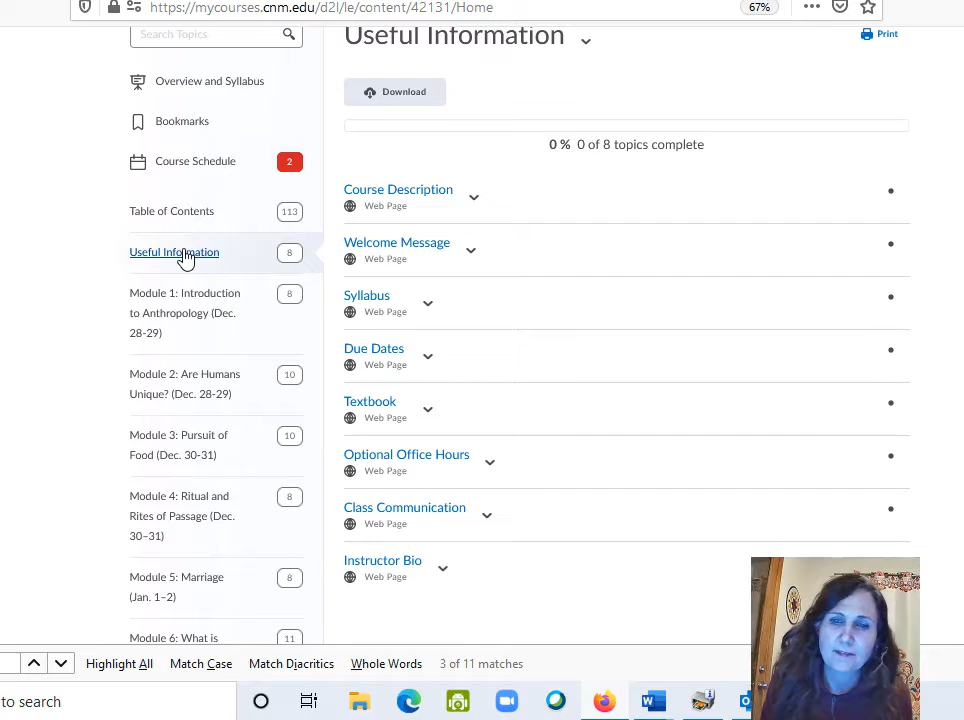 https://mycourses.cnm.edu/d2l/le/content/42131/Home
67%
Search Topics
Useful Information
Print
Overview and Syllabus
Download
Bookmarks
0 % 0 of 8 topics complete
Course Schedule
2
Course Description
Web Page
Table of Contents
113
Welcome Message
Web Page
Useful Information
8
Module 1: Introduction
to Anthropology (Dec.
28-29)
8
Syllabus
Web Page
Due Dates
Web Page
Module 2: Are Humans
Unique? (Dec. 28-29)
10
Textbook
Web Page
Module 3: Pursuit of
Food (Dec. 30-31)
10
Optional Office Hours
Web Page
Module 4: Ritual and
Rites of Passage (Dec.
30–31)
8
Class Communication
Web Page
Module 5: Marriage
(Jan. 1–2)
8
Instructor Bio
Web Page
Module 6: What is
11
Highlight All
Match Case
Match Diacritics
Whole Words
3 of 11 matches
to search